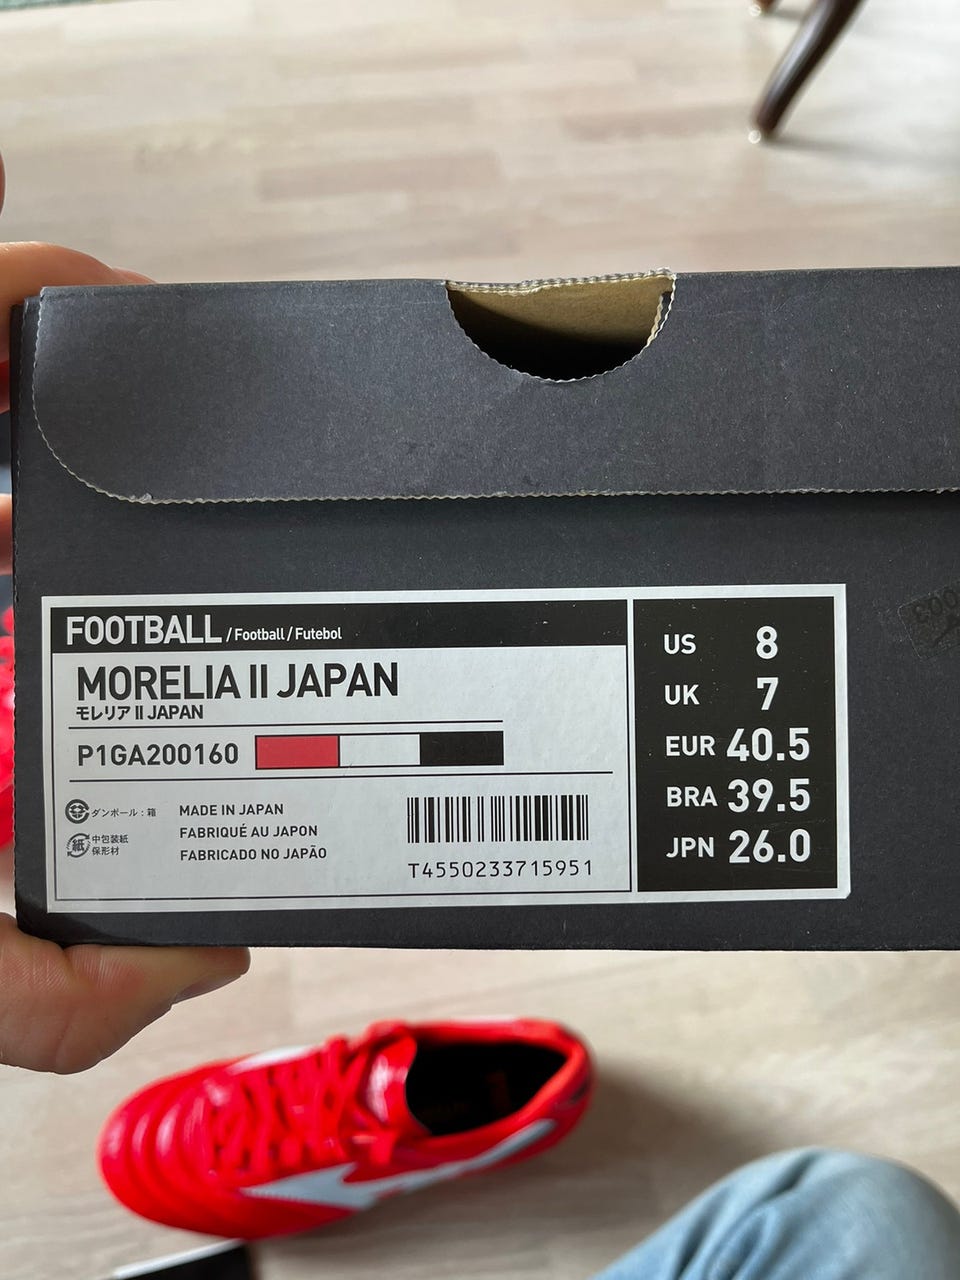 FOOTBALL / Football / Futebol
MORELIA II JAPAN
モレリア II JAPAN
P1GA200160
ダンボール：箱
紙
中包装紙
保形材
MADE IN JAPAN
FABRIQUÉ AU JAPON
FABRICADO NO JAPÃO
T4550233715951
US 8
UK 7
EUR 40.5
BRA 39.5
JPN 26.0